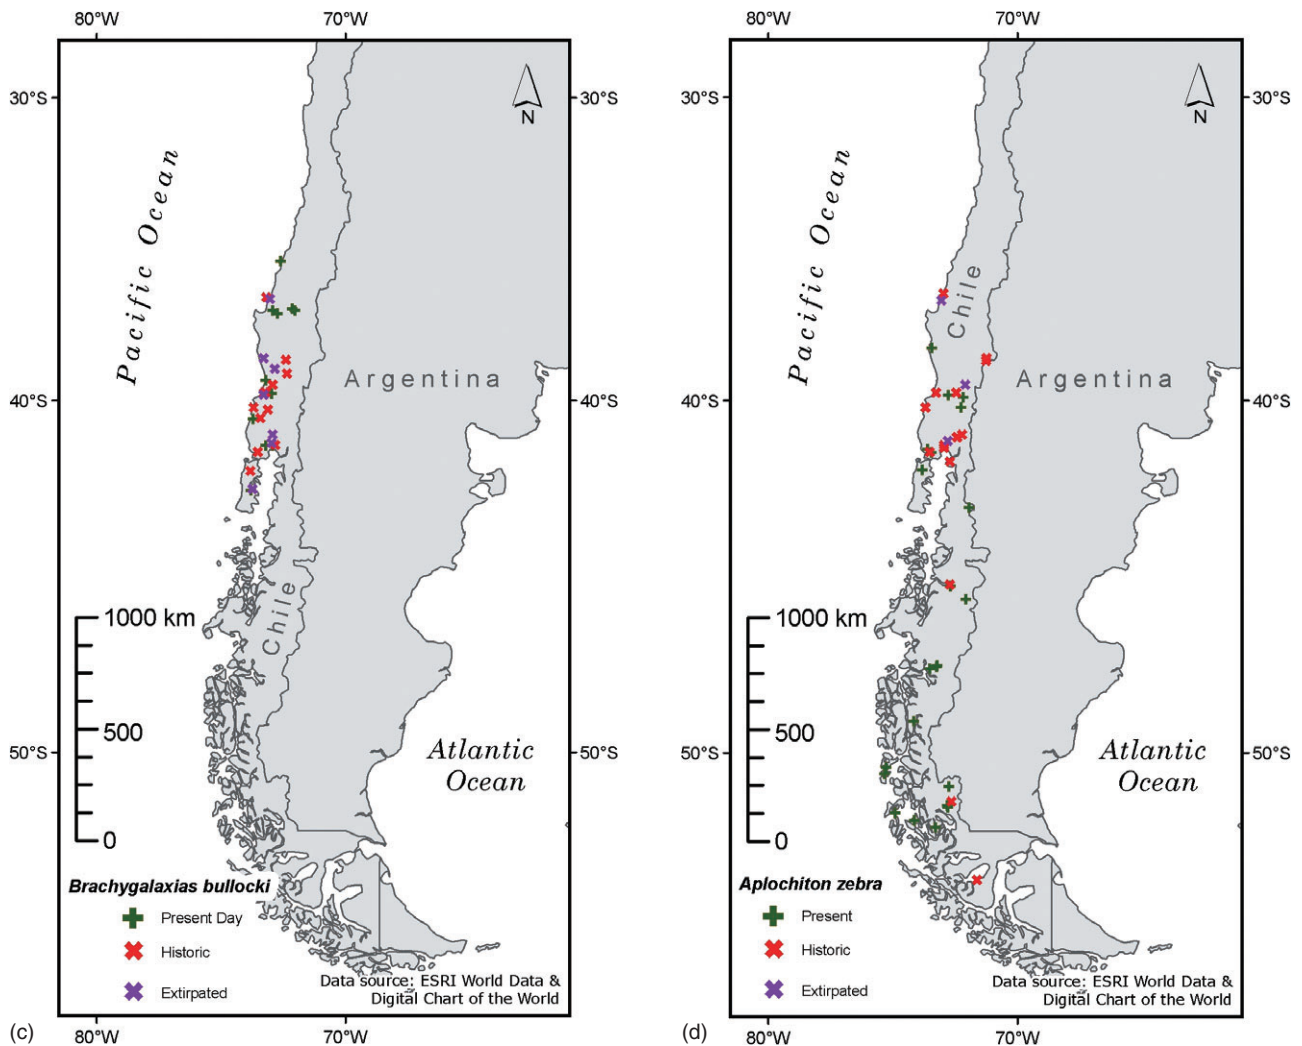 80°W
70°W
30°S
30°S
N
Pacific Ocean
Argentina
40°S
40°S
Chile
1000 km
500
0
50°S
50°S
Atlantic
Ocean
Brachygalaxias bullocki
Present Day
Historic
Extirpated
Data source: ESRI World Data &
Digital Chart of the World
(c)
80°W
70°W
80°W
70°W
30°S
30°S
N
Pacific Ocean
Chile
Argentina
40°S
40°S
1000 km
500
0
50°S
50°S
Atlantic
Ocean
Aplochiton zebra
Present
Historic
Extirpated
Data source: ESRI World Data &
Digital Chart of the World
(d)
80°W
70°W